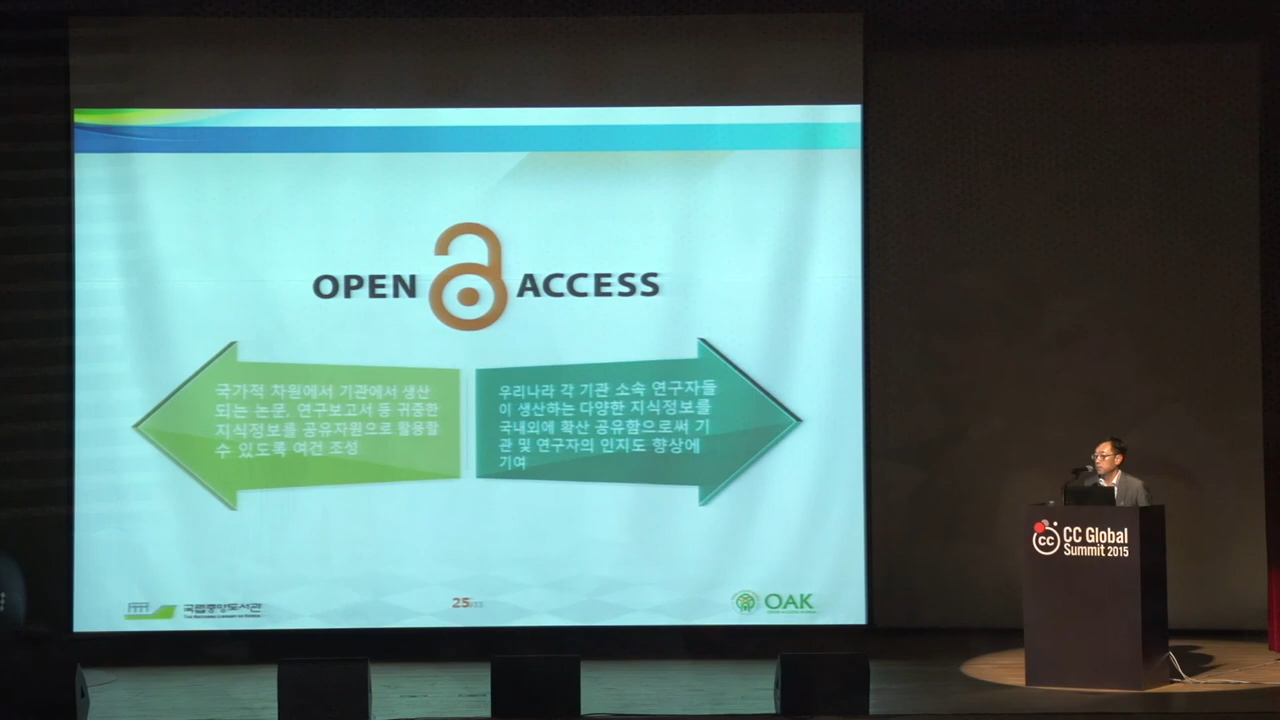 OPEN ACCESS
국가적 차원에서 기관에서 생산
되는 논문, 연구보고서 등 귀중한
지식정보를 공유자원으로 활용할
수 있도록 여건 조성
우리나라 각 기관 소속 연구자들
이 생산하는 다양한 지식정보를
국내외에 확산 공유함으로써 기
관 및 연구자의 인지도 향상에
기여
국립중앙도서관
THE NATIONAL LIBRARY OF KOREA
25
OAK
CC Global
Summit 2015
cc